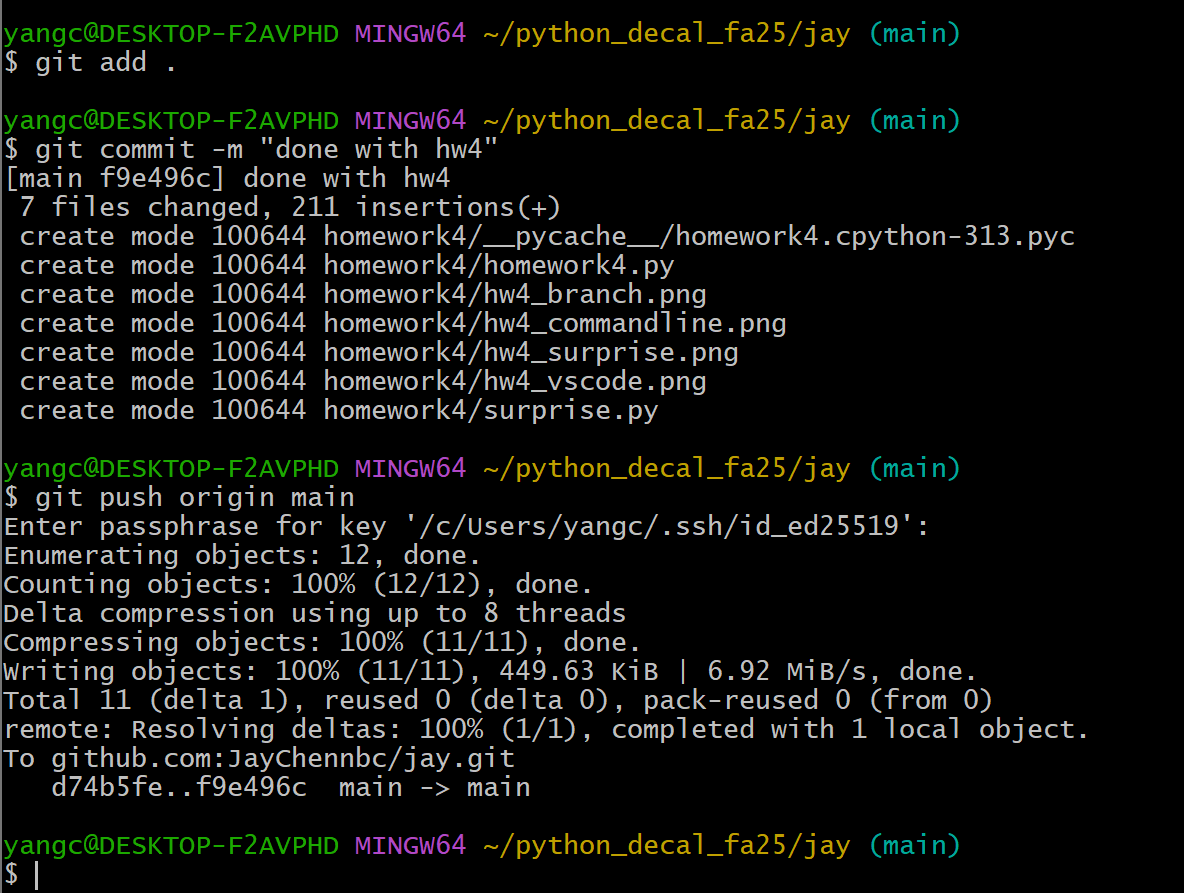 yangc@DESKTOP-F2AVPHD MINGW64 ~/python_decal_fa25/jay (main)
$ git add .
yangc@DESKTOP-F2AVPHD MINGW64 ~/python_decal_fa25/jay (main)
$ git commit -m "done with hw4"
[main f9e496c] done with hw4
 7 files changed, 211 insertions(+)
 create mode 100644 homework4/__pycache__/homework4.cpython-313.pyc
 create mode 100644 homework4/homework4.py
 create mode 100644 homework4/hw4_branch.png
 create mode 100644 homework4/hw4_commandline.png
 create mode 100644 homework4/hw4_surprise.png
 create mode 100644 homework4/hw4_vscode.png
 create mode 100644 homework4/surprise.py
yangc@DESKTOP-F2AVPHD MINGW64 ~/python_decal_fa25/jay (main)
$ git push origin main
Enter passphrase for key '/c/Users/yangc/.ssh/id_ed25519':
Enumerating objects: 12, done.
Counting objects: 100% (12/12), done.
Delta compression using up to 8 threads
Compressing objects: 100% (11/11), done.
Writing objects: 100% (11/11), 449.63 KiB | 6.92 MiB/s, done.
Total 11 (delta 1), reused 0 (delta 0), pack-reused 0 (from 0)
remote: Resolving deltas: 100% (1/1), completed with 1 local object.
To github.com:JayChennbc/jay.git
   d74b5fe..f9e496c  main -> main
yangc@DESKTOP-F2AVPHD MINGW64 ~/python_decal_fa25/jay (main)
$